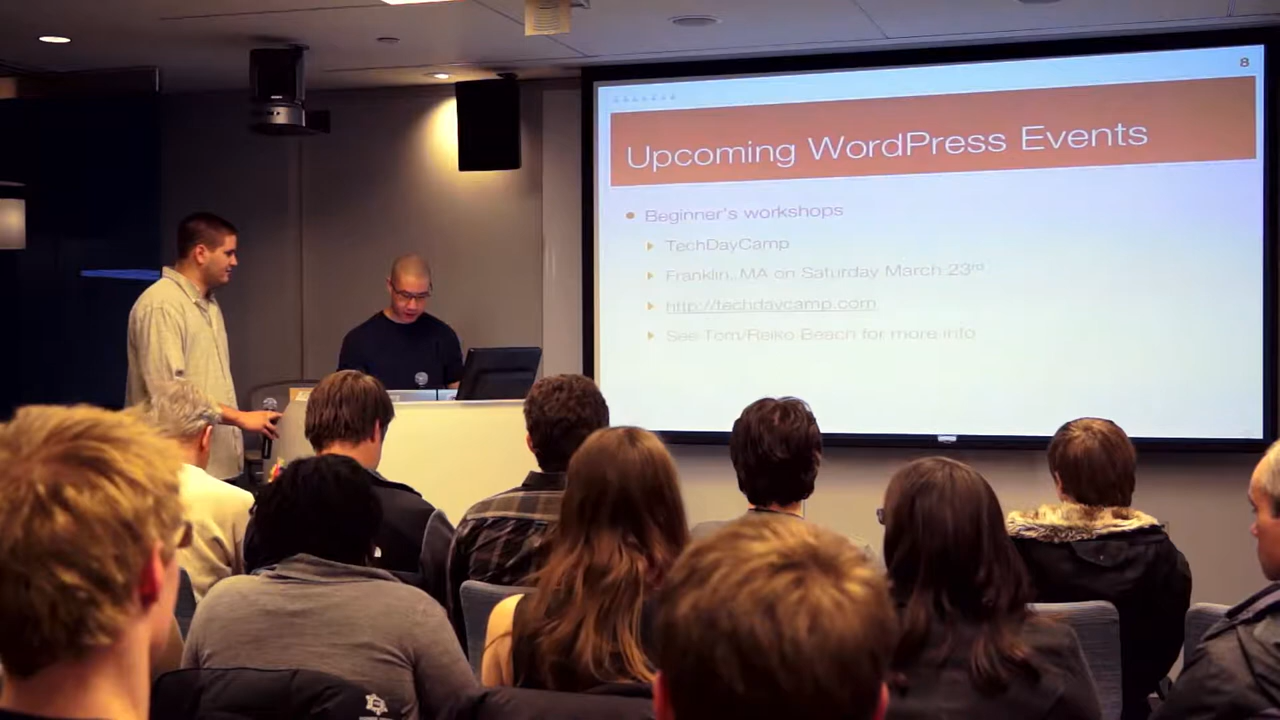 8
Upcoming WordPress Events
Beginner's workshops
TechDayCamp
Franklin, MA on Saturday March 23rd
http://techdaycamp.com
See Tom/Reiko Beach for more info